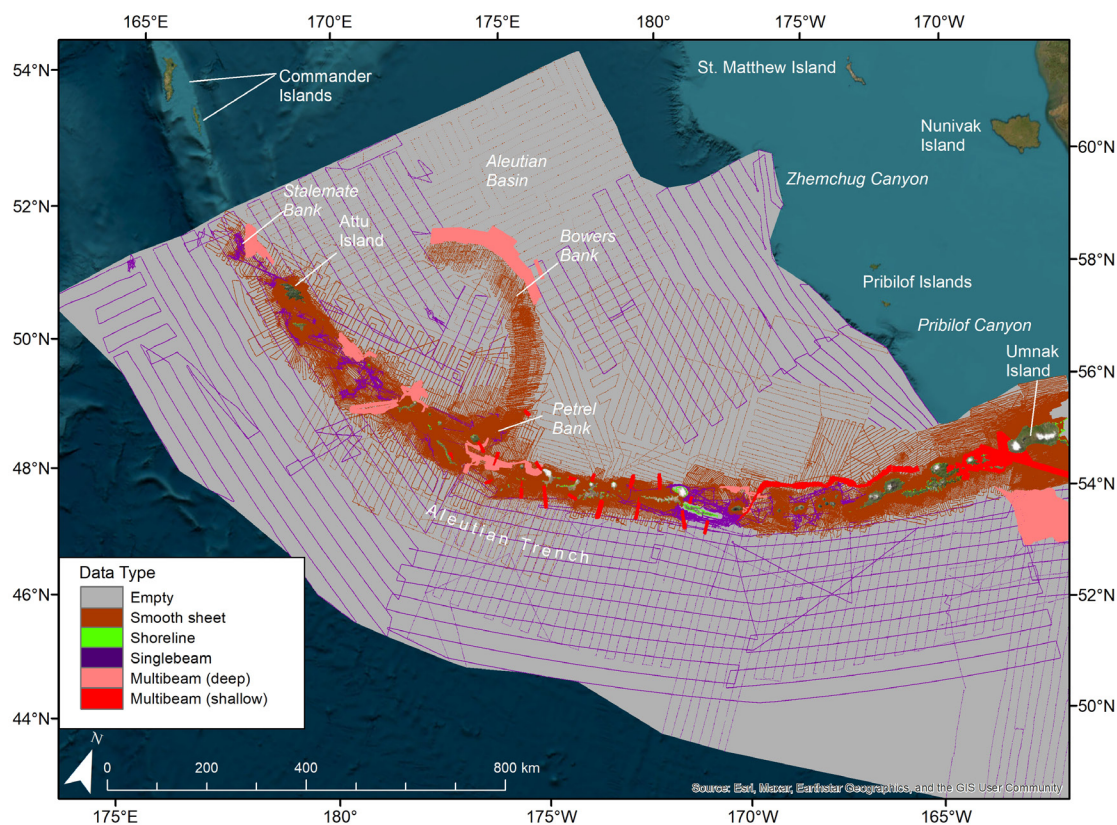 165°E
170°E
175°E
180°
175°W
170°W
54°N
52°N
50°N
48°N
46°N
44°N
60°N
58°N
56°N
54°N
52°N
50°N
Commander
Islands
St. Matthew Island
Nunivak
Island
Aleutian
Basin
Zhemchug Canyon
Stalemate
Bank
Attu
Island
Bowers
Bank
Pribilof Islands
Pribilof Canyon
Umnak
Island
Petrel
Bank
Aleutian Trench
Data Type
Empty
Smooth sheet
Shoreline
Singlebeam
Multibeam (deep)
Multibeam (shallow)
N
0 200 400 800 km
Source: Esri, Maxar, Earthstar Geographics, and the GIS User Community
175°E
180°
175°W
170°W
165°W